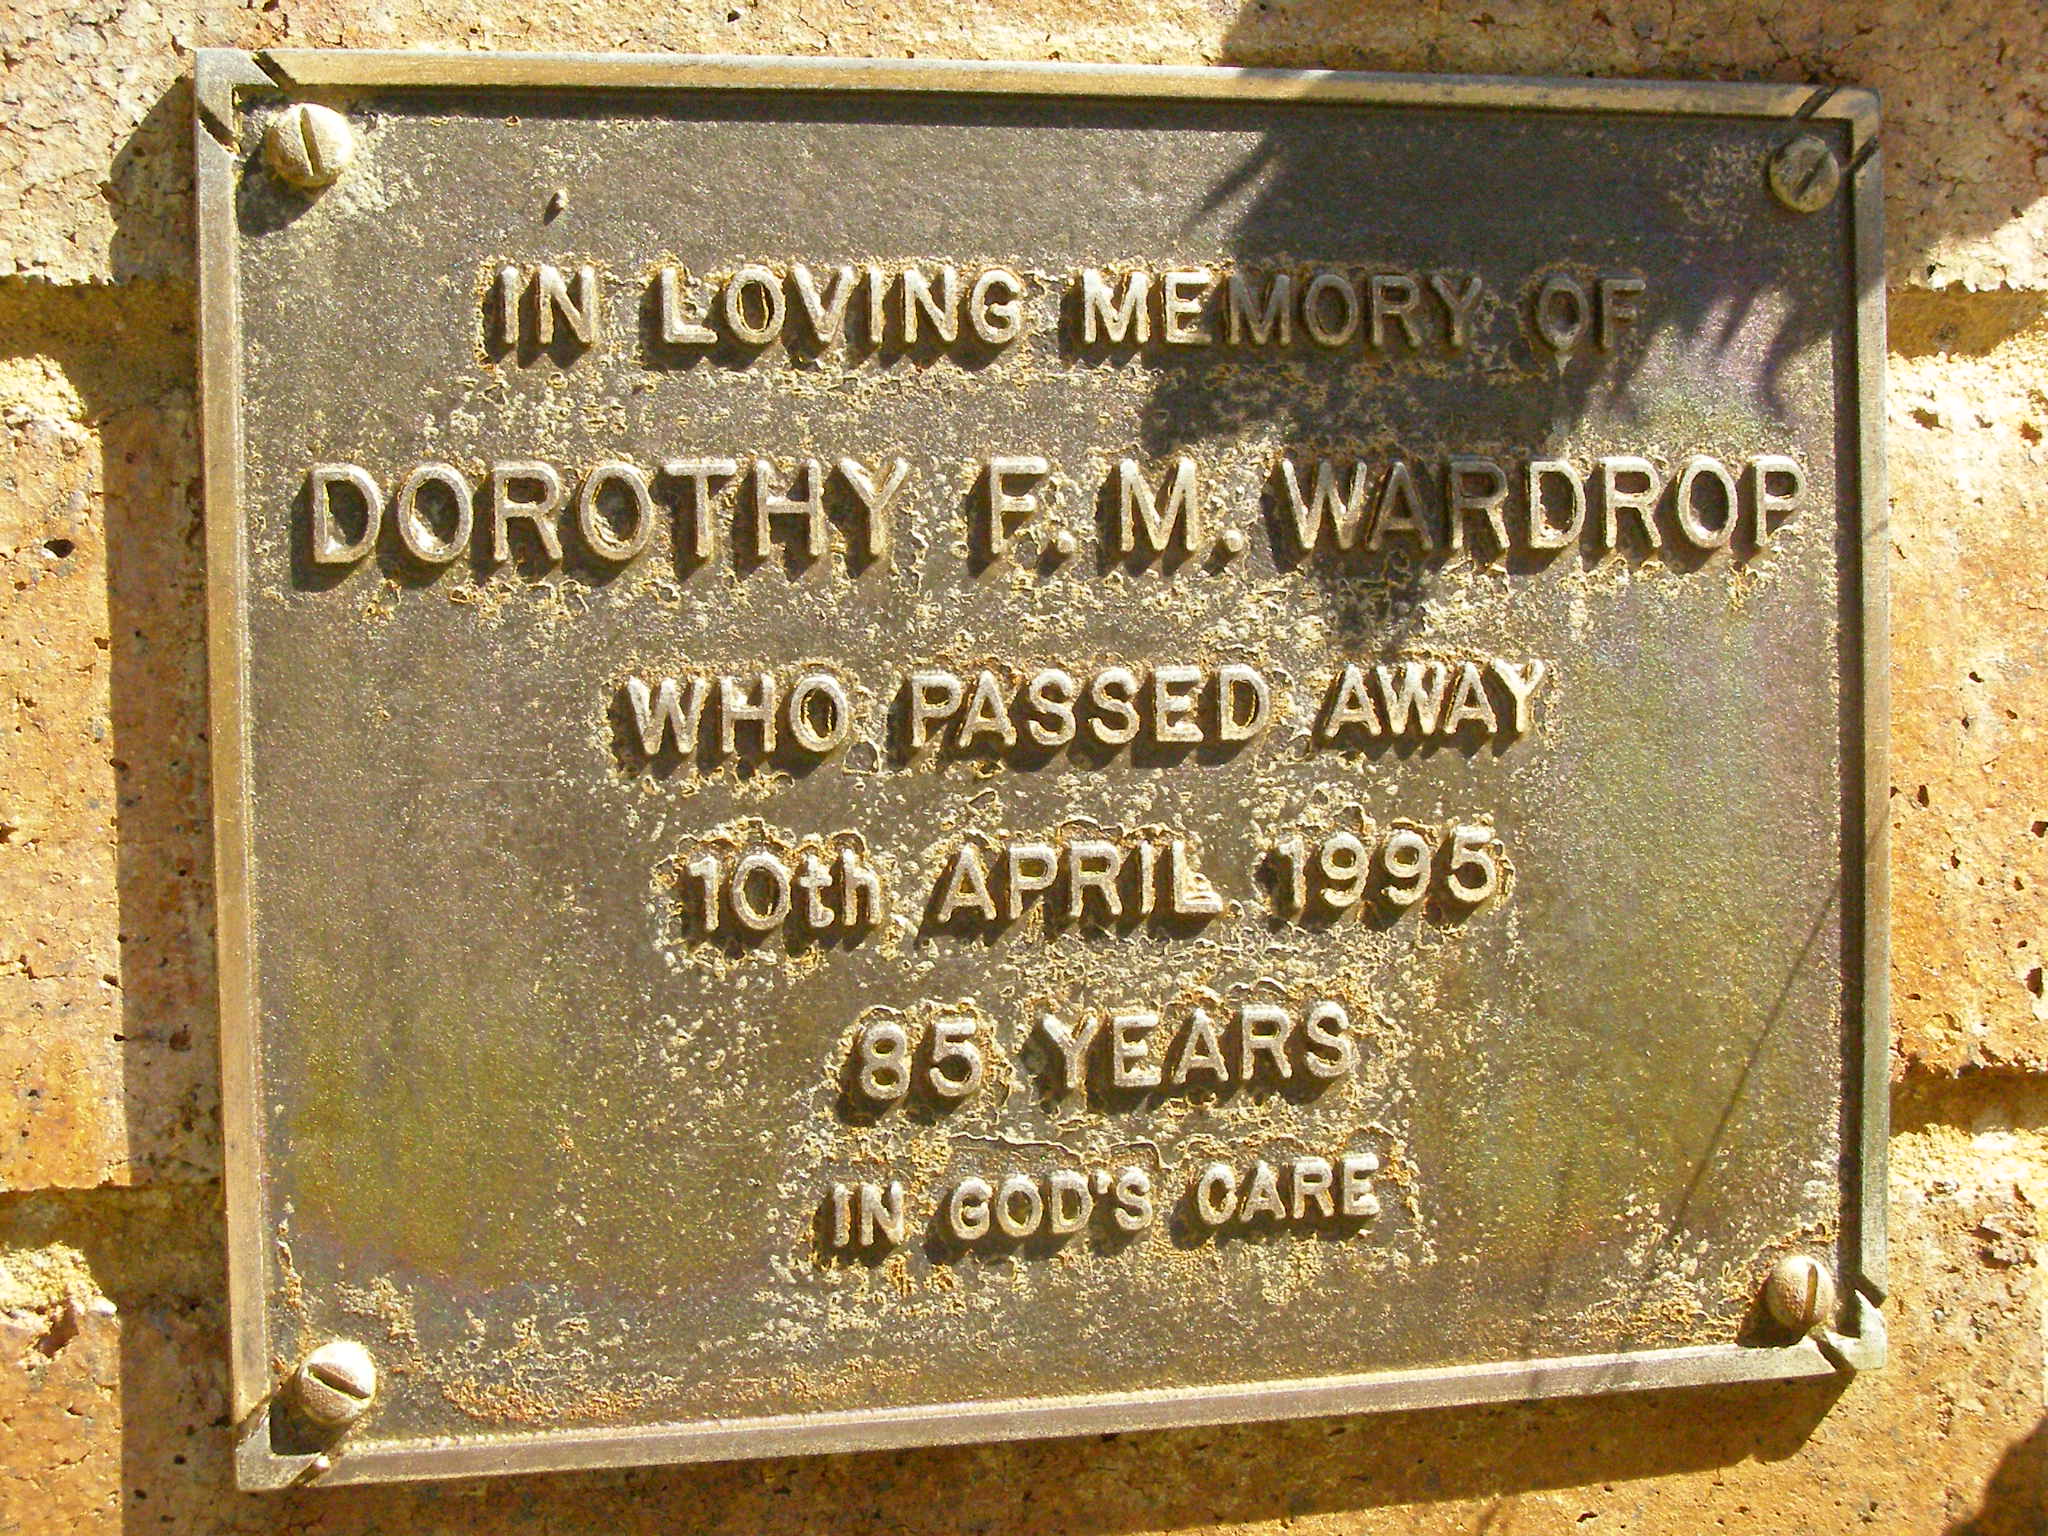 IN LOVING MEMORY OF
DOROTHY F. M. WARDROP
WHO PASSED AWAY
10th APRIL 1995
85 YEARS
IN GOD'S CARE